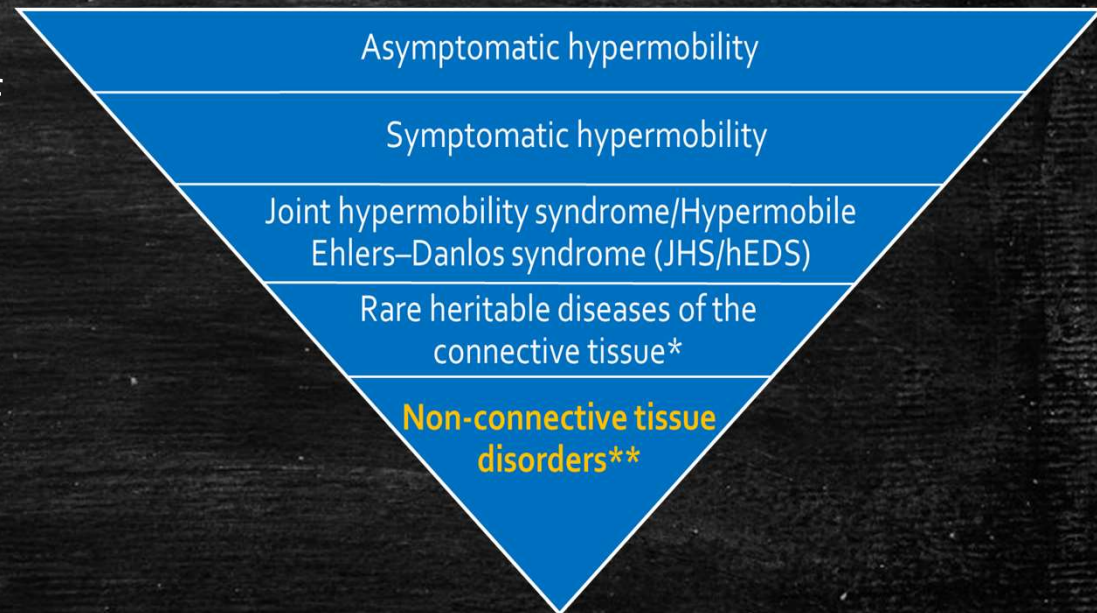 Asymptomatic hypermobility
Symptomatic hypermobility
Joint hypermobility syndrome/Hypermobile
Ehlers–Danlos syndrome (JHS/hEDS)
Rare heritable diseases of the
connective tissue*
Non-connective tissue
disorders**